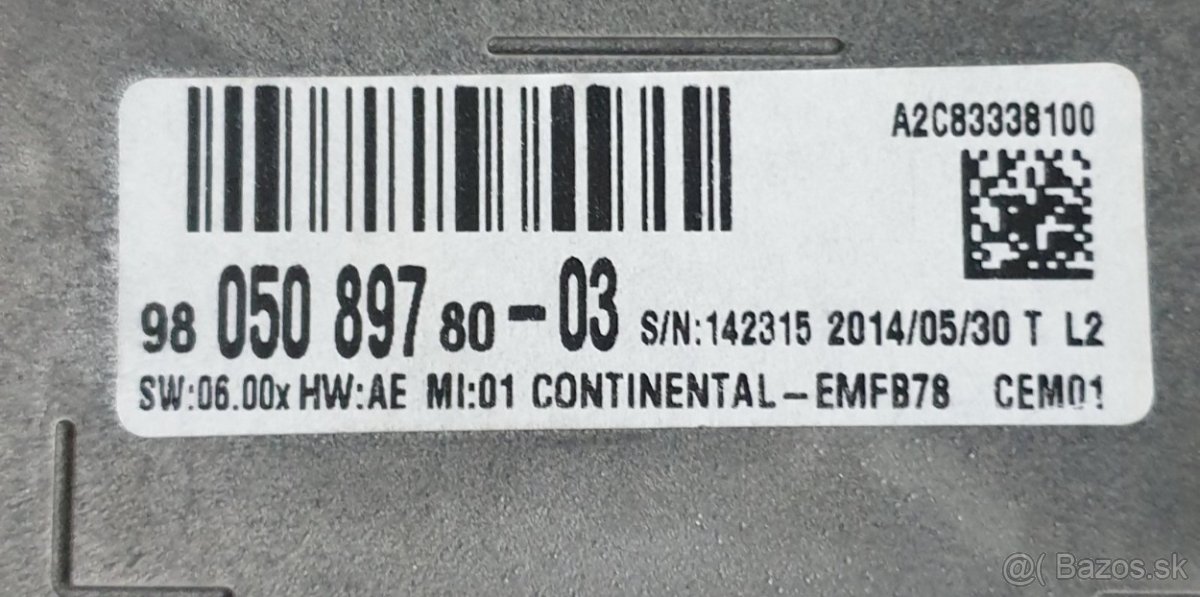 A2C83338100
98 050 897 80-03 S/N:142315 2014/05/30 T L2
SW:06.00x HW:AE MI:01 CONTINENTAL-EMFB78 CEM01
@( Bazos.sk